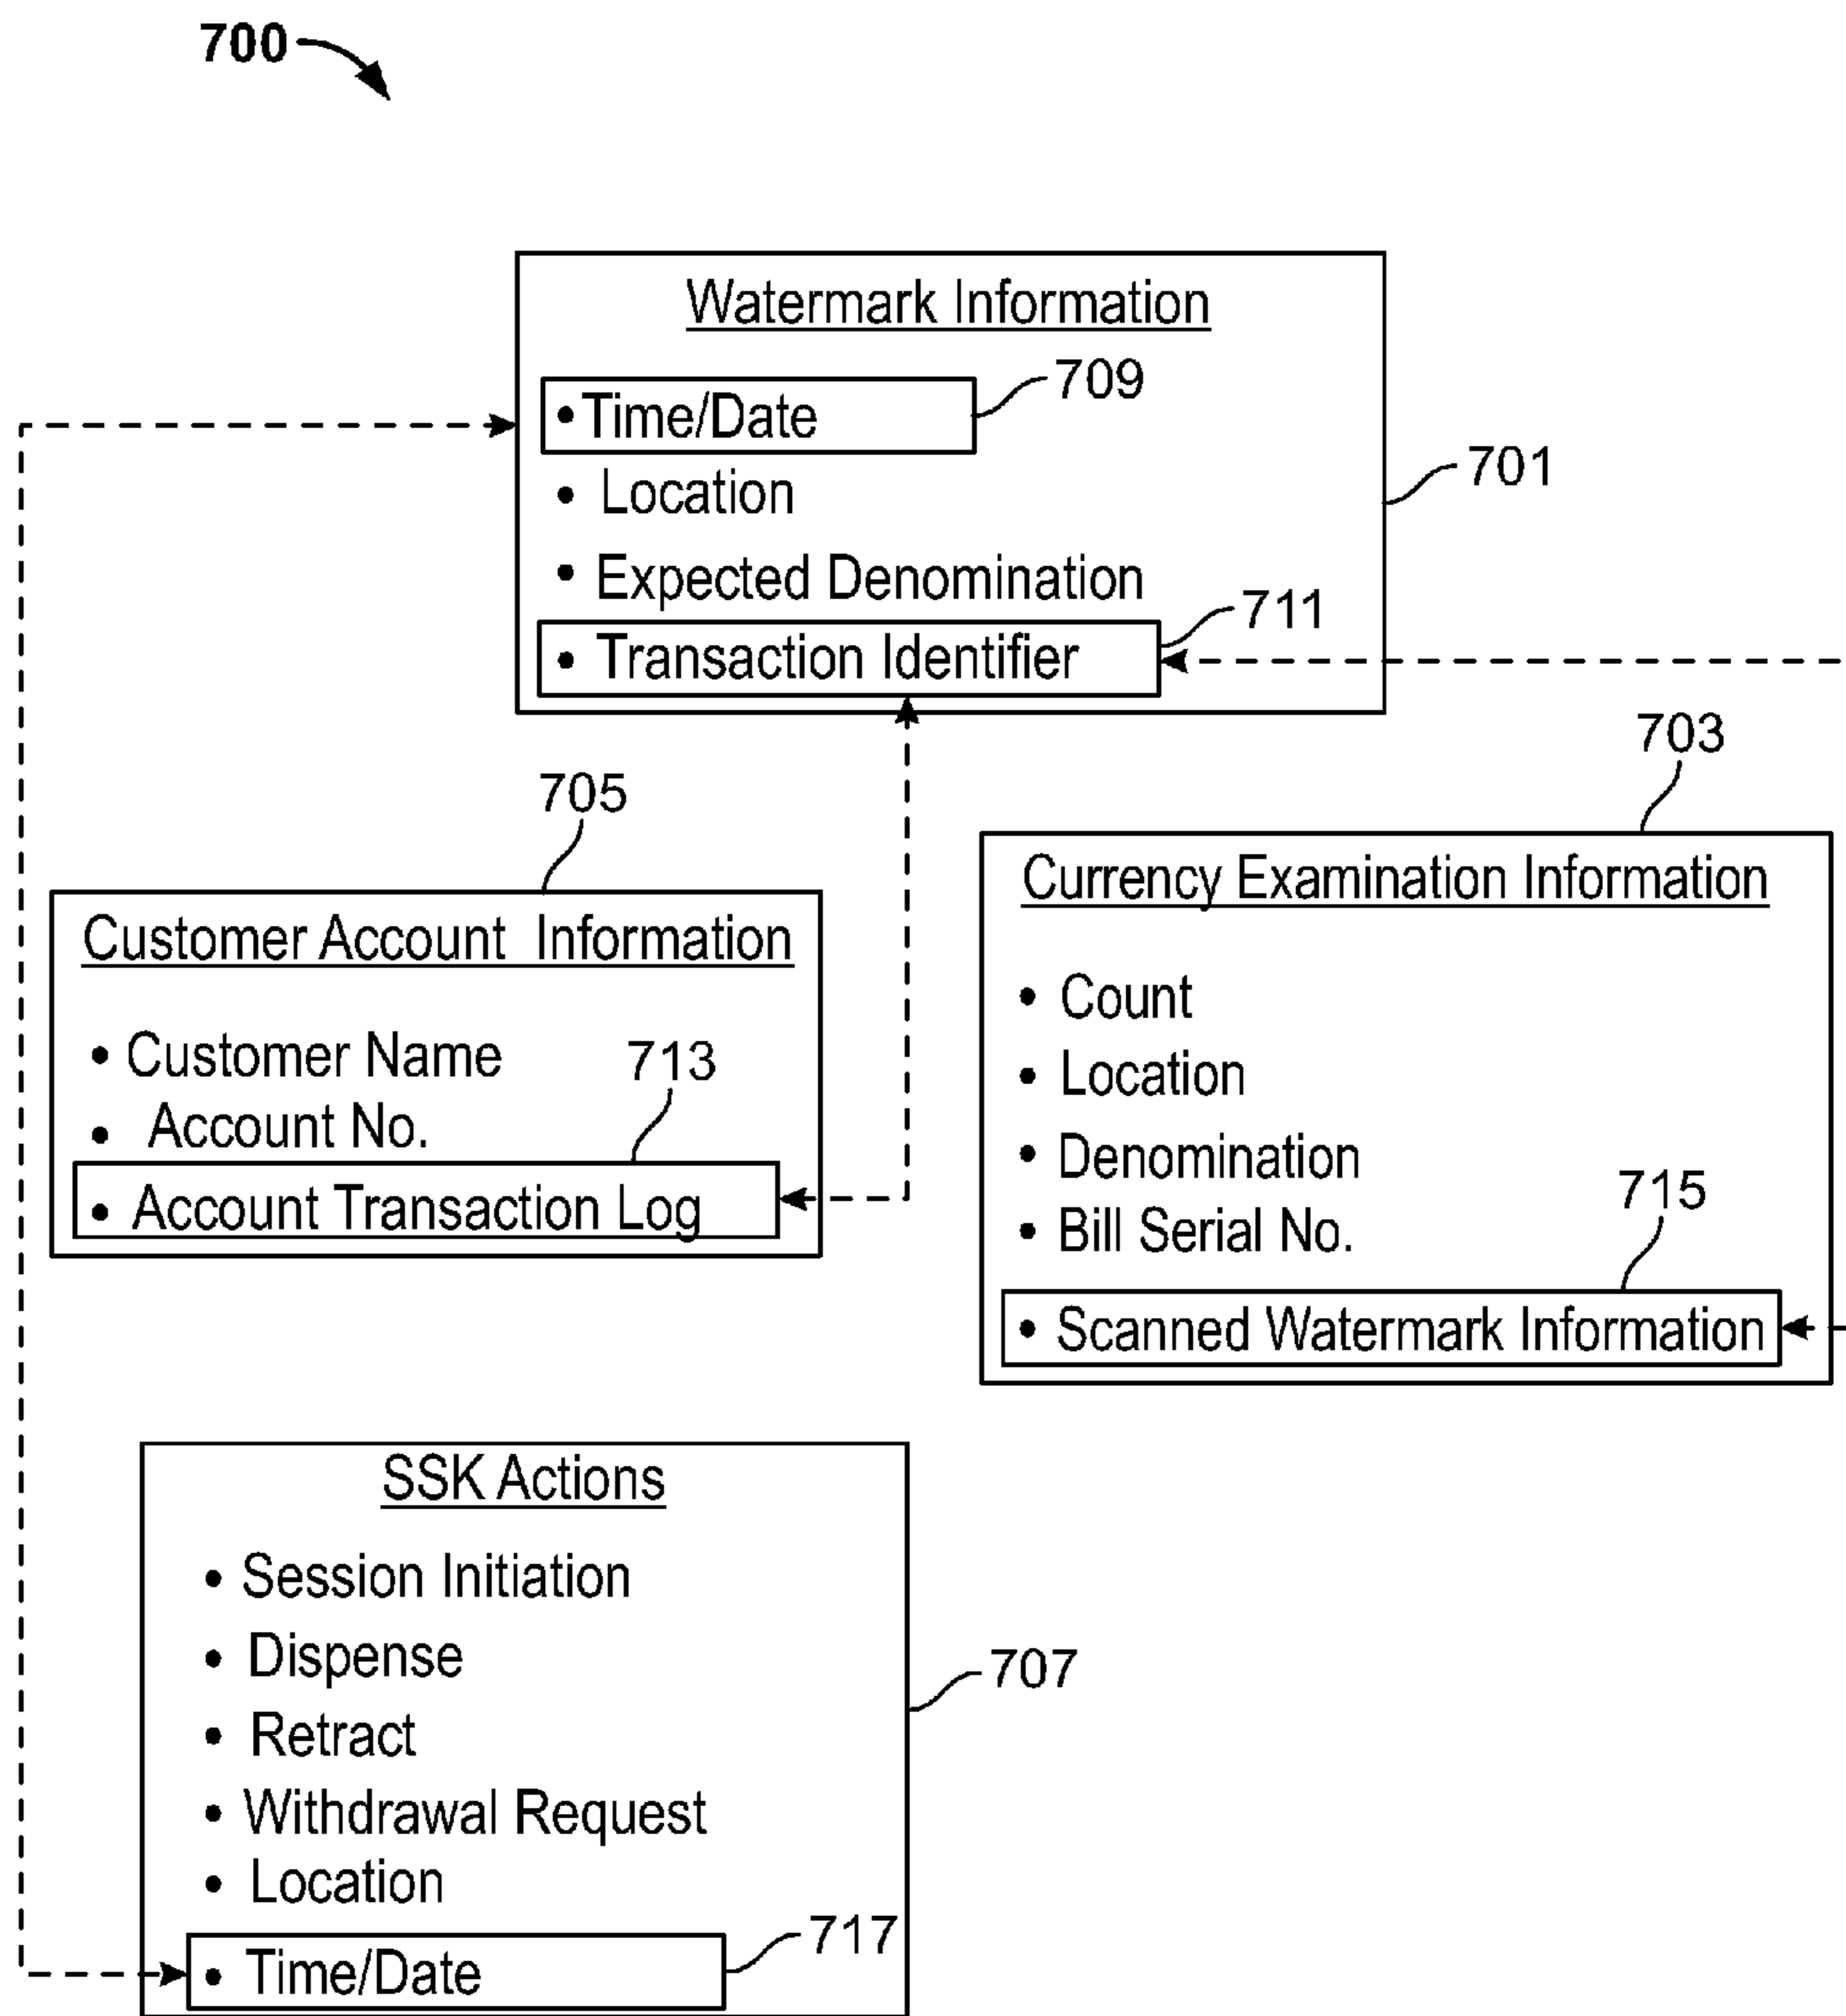 700
Watermark Information
• Time/Date
709
• Location
701
• Expected Denomination
711
• Transaction Identifier
703
705
Currency Examination Information
Customer Account Information
• Count
• Customer Name
713
• Location
• Account No.
• Denomination
• Account Transaction Log
715
• Bill Serial No.
• Scanned Watermark Information
SSK Actions
• Session Initiation
• Dispense
707
• Retract
• Withdrawal Request
• Location
717
• Time/Date